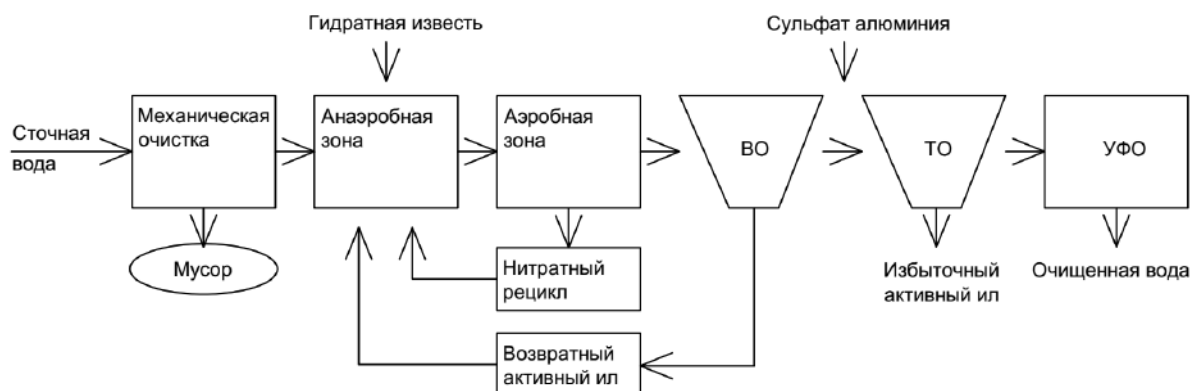 Гидратная известь
Сульфат алюминия
Сточная
вода
Механическая
очистка
Анаэробная
зона
Аэробная
зона
ВО
ТО
УФО
Мусор
Нитратный
рецикл
Избыточный
активный ил
Очищенная вода
Возвратный
активный ил